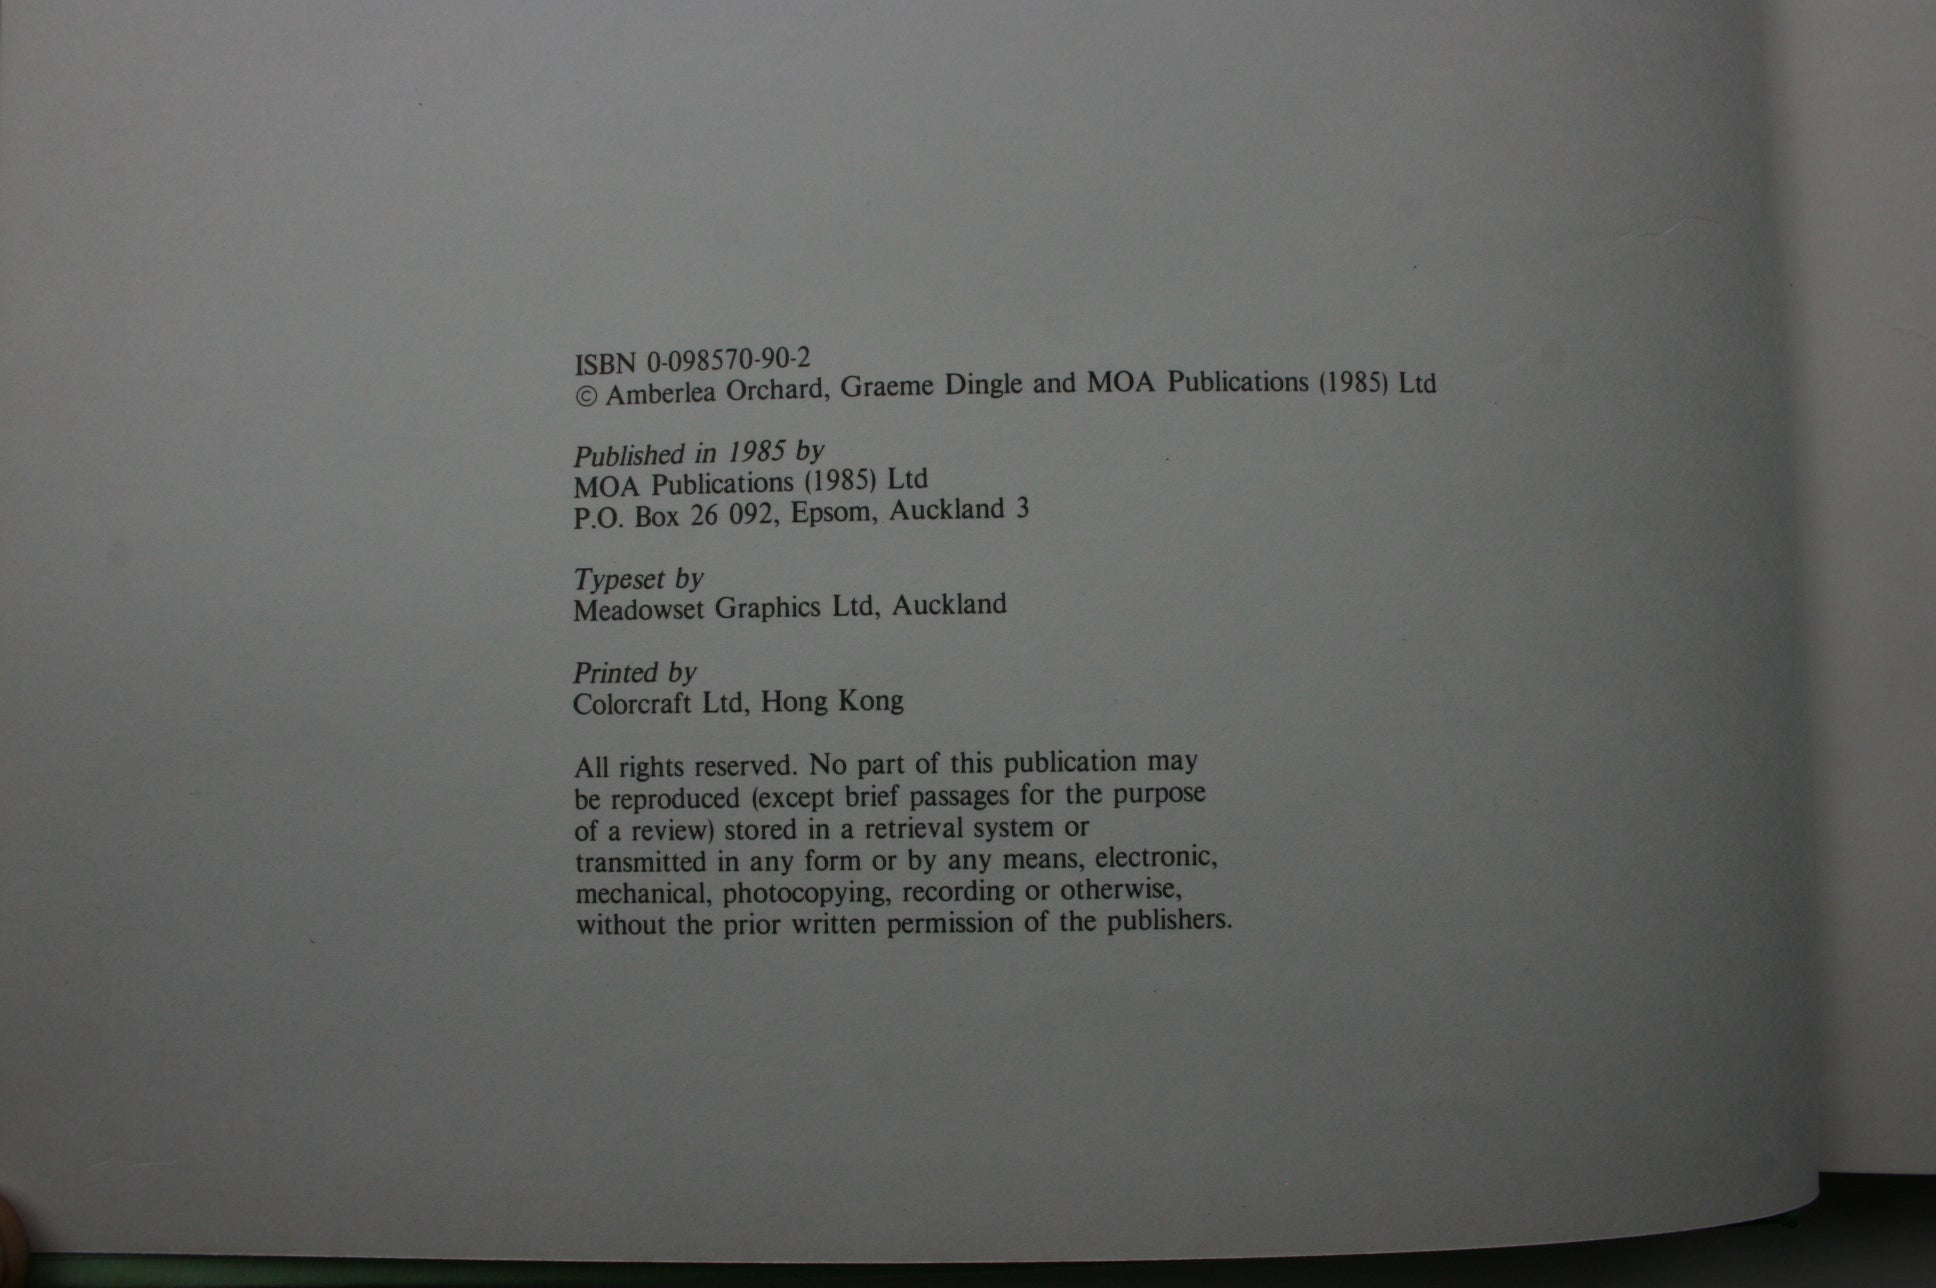 ISBN 0-098570-90-2
© Amberlea Orchard, Graeme Dingle and MOA Publications (1985) Ltd
Published in 1985 by
MOA Publications (1985) Ltd
P.O. Box 26 092, Epsom, Auckland 3
Typeset by
Meadowset Graphics Ltd, Auckland
Printed by
Colorcraft Ltd, Hong Kong
All rights reserved. No part of this publication may
be reproduced (except brief passages for the purpose
of a review) stored in a retrieval system or
transmitted in any form or by any means, electronic,
mechanical, photocopying, recording or otherwise,
without the prior written permission of the publishers.